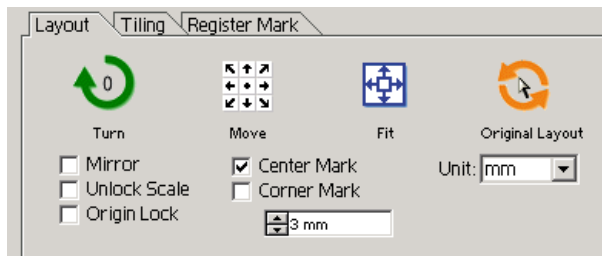 Layout Tiling Register Mark
0
Turn Move Fit Original Layout
Mirror Center Mark Unit: mm
Unlock Scale Corner Mark
Origin Lock 3 mm